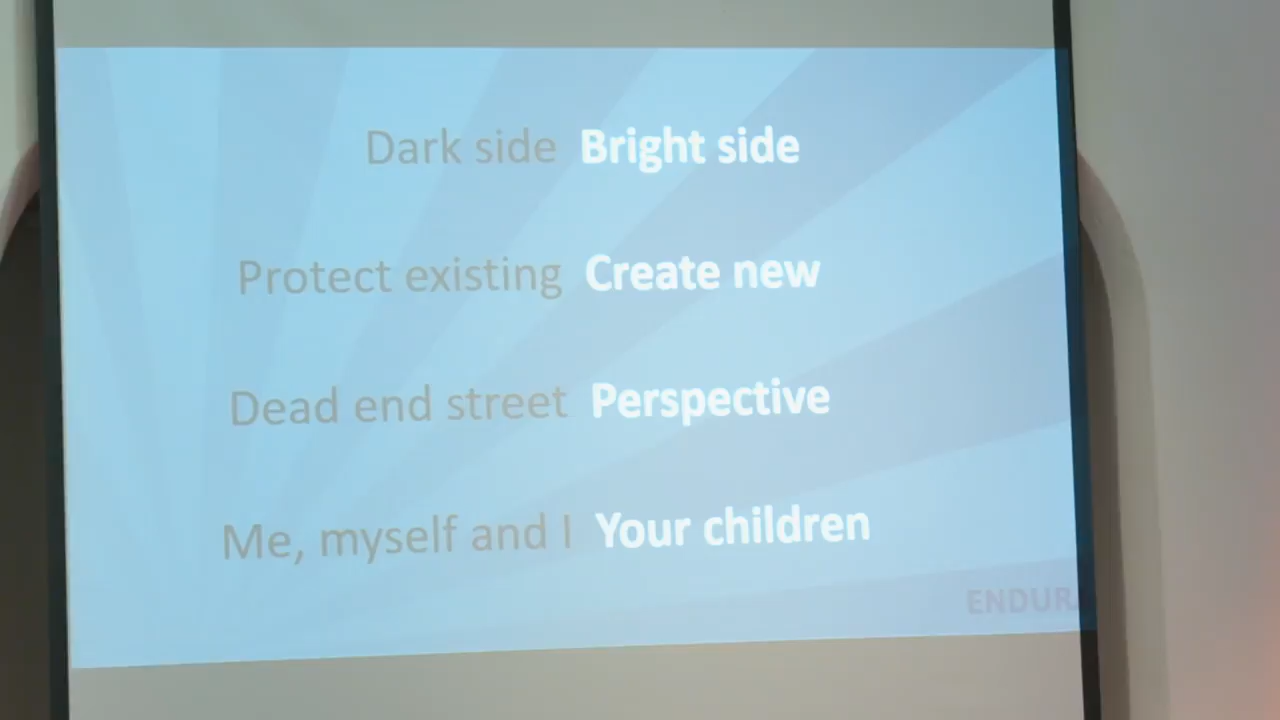 Dark side Bright side
Protect existing Create new
Dead end street Perspective
Me, myself and I Your children